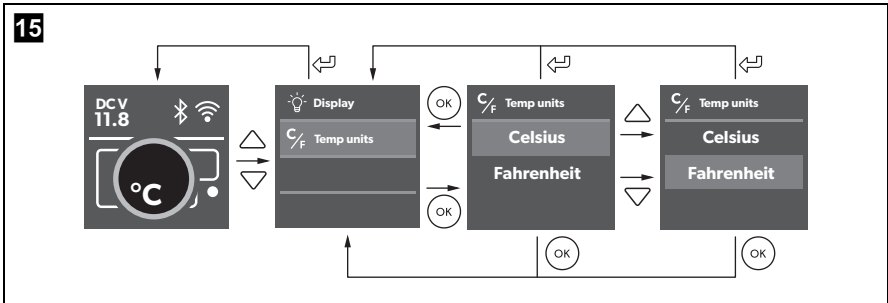 15
DC V
11.8
°C
Display
C/F Temp units
OK
OK
C/F Temp units
Celsius
Fahrenheit
OK
C/F Temp units
Celsius
Fahrenheit
OK